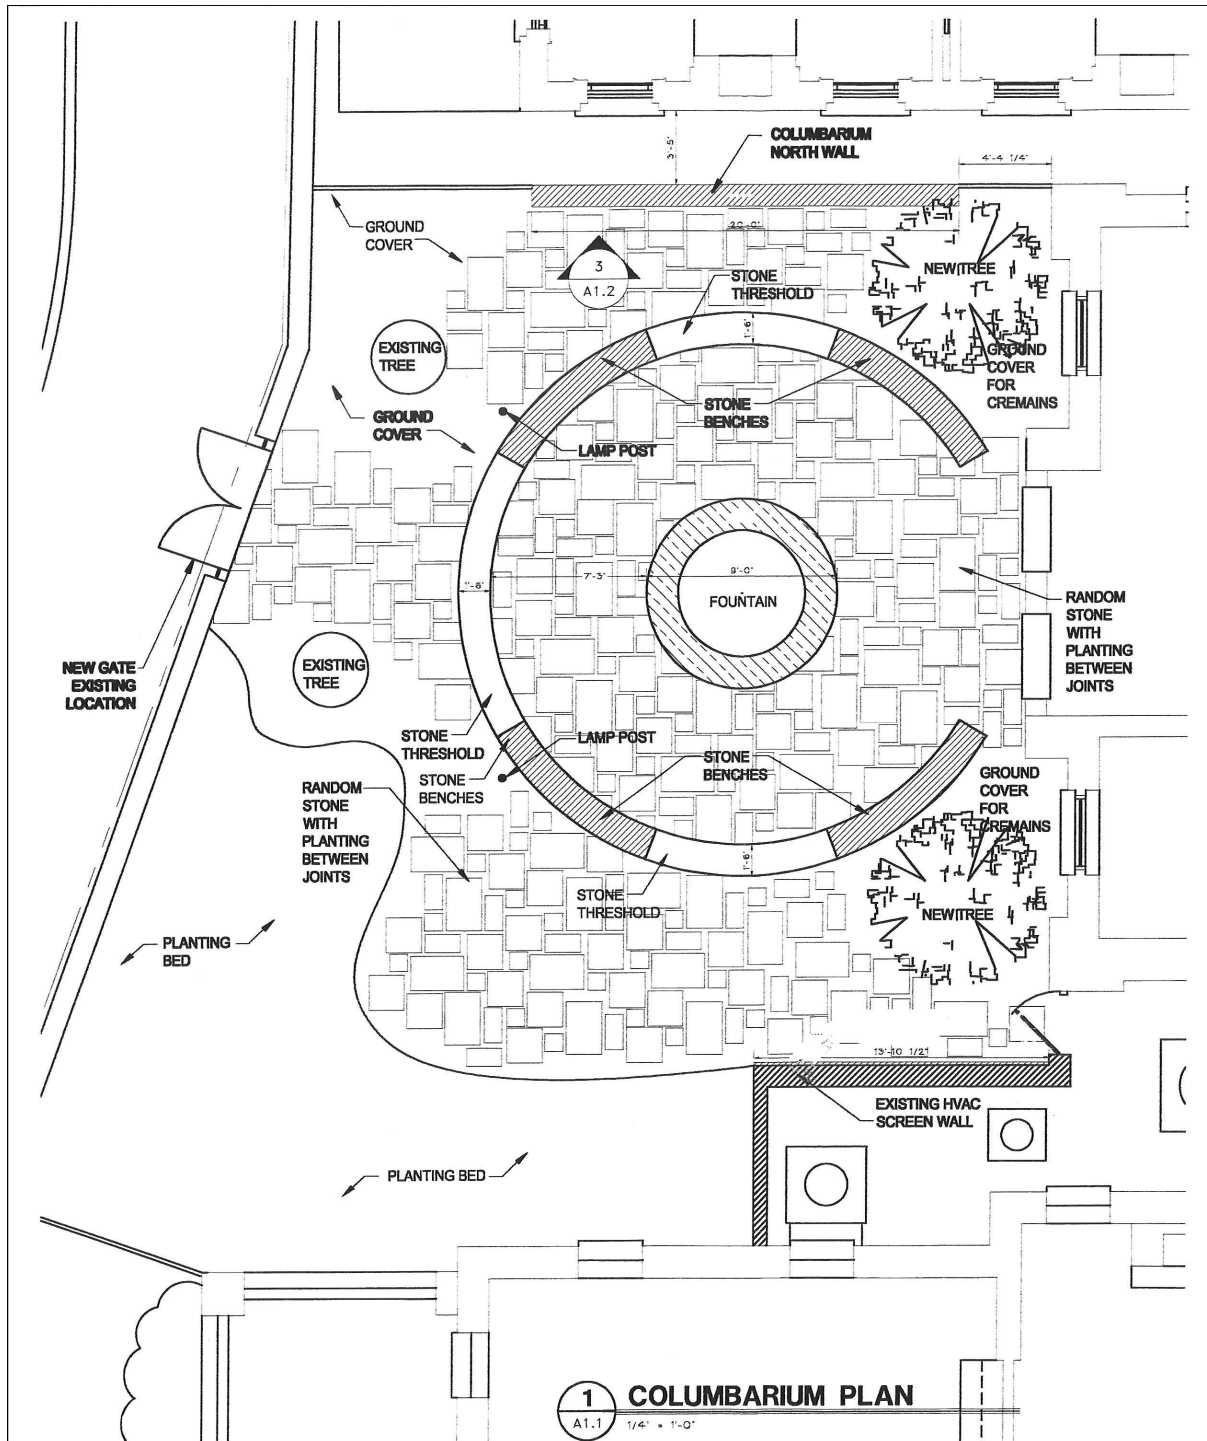 COLUMBARIUM
NORTH WALL
3'-5"
4'-4 1/4"
GROUND
COVER
20'-0"
3
A1.2
STONE
THRESHOLD
NEW TREE
1'-6"
EXISTING
TREE
GROUND
COVER
FOR
CREMAINS
GROUND
COVER
STONE
BENCHES
LAMP POST
1'-6"
7'-3"
9'-0"
FOUNTAIN
RANDOM
STONE
WITH
PLANTING
BETWEEN
JOINTS
NEW GATE
EXISTING
LOCATION
EXISTING
TREE
STONE
THRESHOLD
LAMP POST
STONE
BENCHES
STONE
BENCHES
GROUND
COVER
FOR
CREMAINS
RANDOM
STONE
WITH
PLANTING
BETWEEN
JOINTS
1'-6"
STONE
THRESHOLD
NEW TREE
PLANTING
BED
13'-10 1/2"
EXISTING HVAC
SCREEN WALL
PLANTING BED
1
A1.1
COLUMBARIUM PLAN
1/4" = 1'-0"